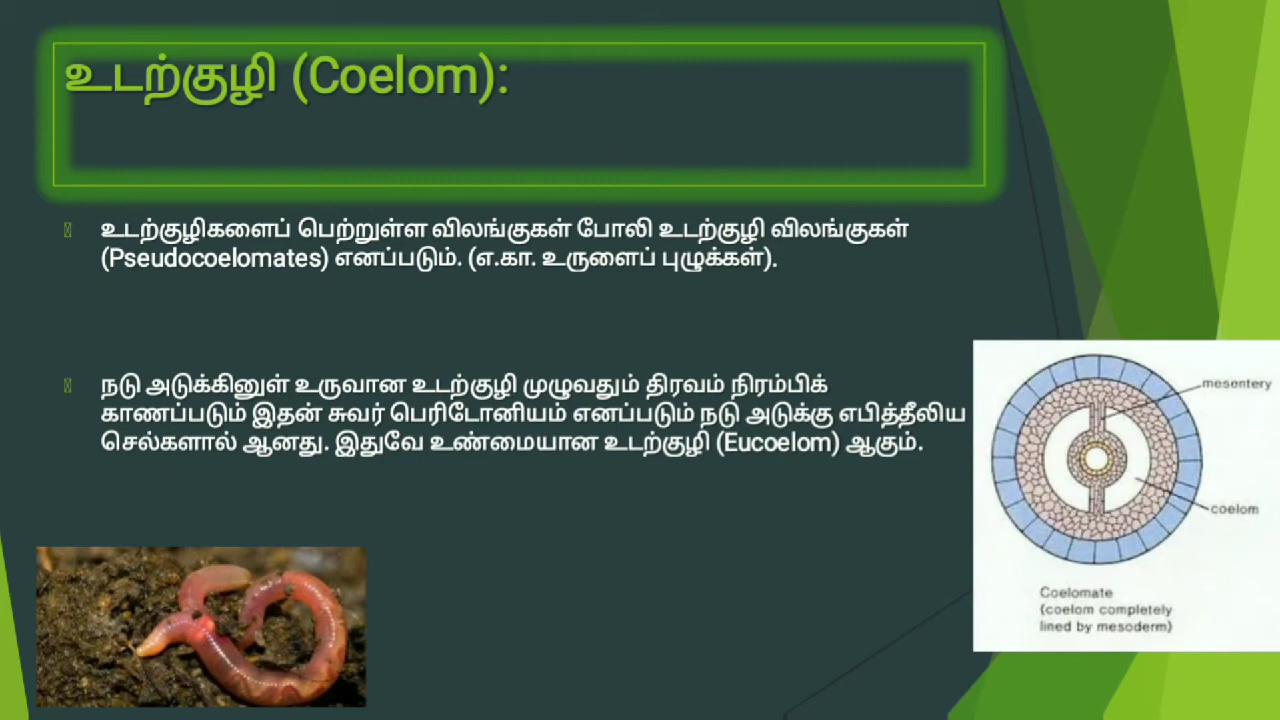 உடற்குழி (Coelom):
உடற்குழிகளைப் பெற்றுள்ள விலங்குகள் போலி உடற்குழி விலங்குகள்
(Pseudocoelomates) எனப்படும். (எ.கா. உருளைப் புழுக்கள்).
நடு அடுக்கினுள் உருவான உடற்குழி முழுவதும் திரவம் நிரம்பிக்
காணப்படும் இதன் சுவர் பெரிடோனியம் எனப்படும் நடு அடுக்கு எபித்தீலிய
செல்களால் ஆனது. இதுவே உண்மையான உடற்குழி (Eucoelom) ஆகும்.
mesentery
coelom
Coelomate
(coelom completely
lined by mesoderm)